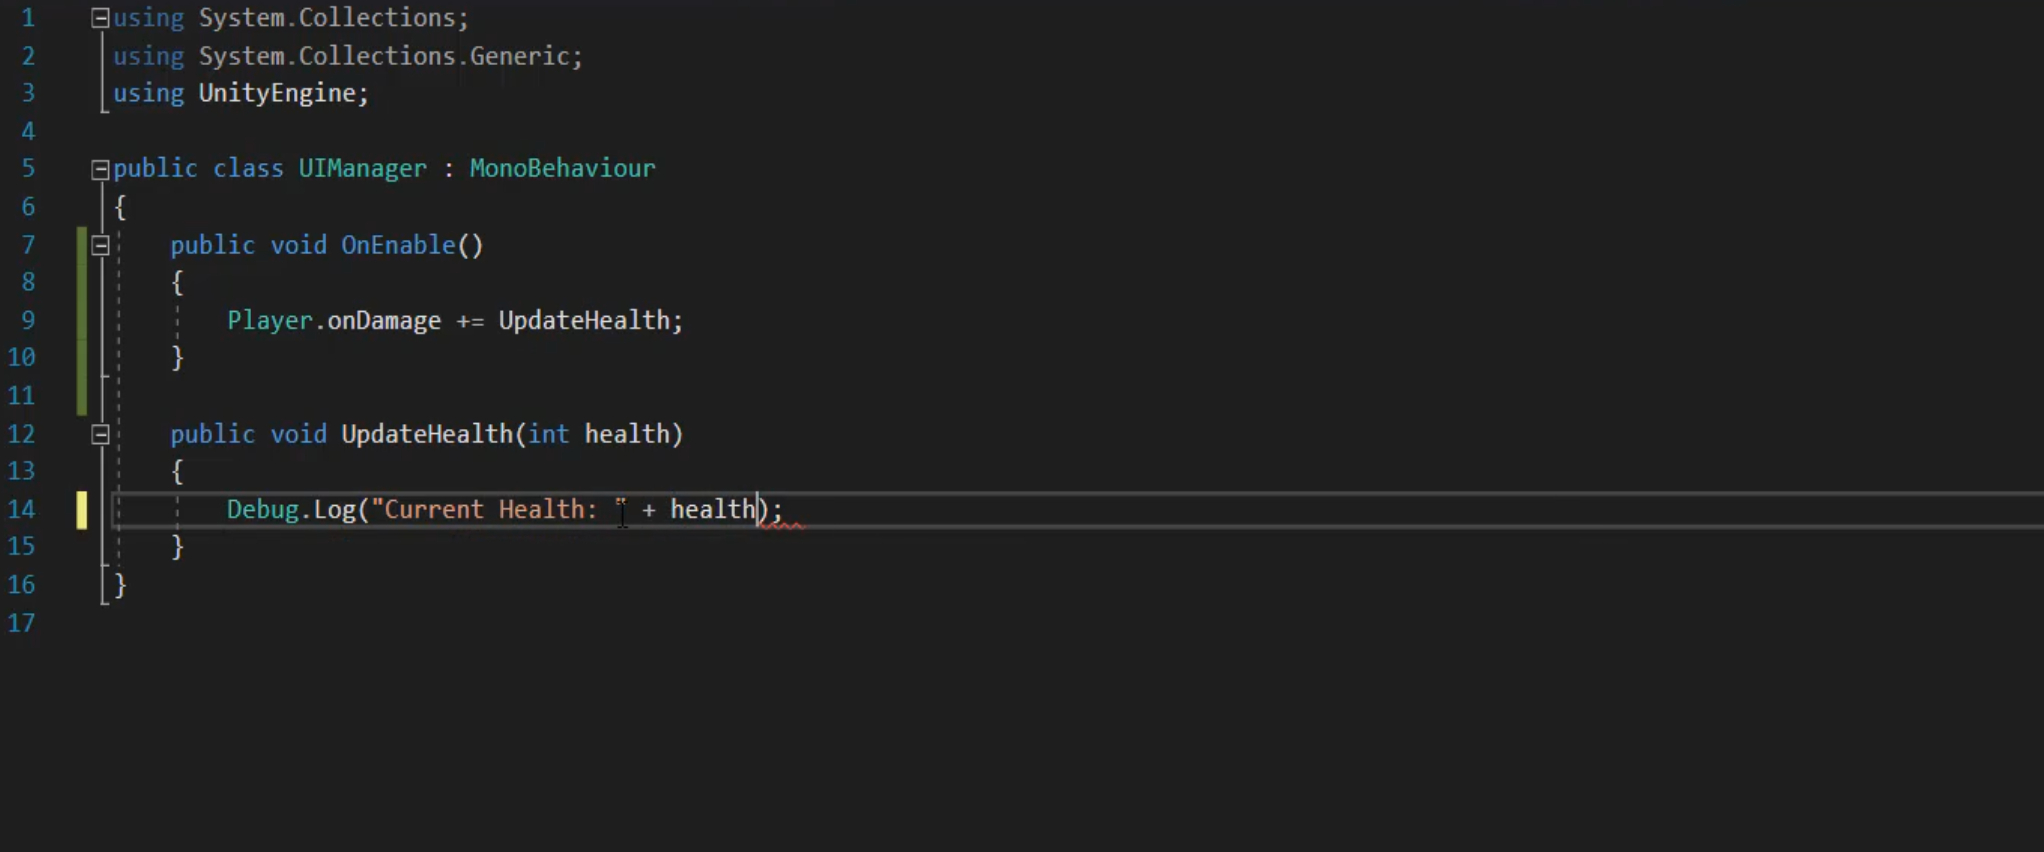 1 using System.Collections;
2 using System.Collections.Generic;
3 using UnityEngine;
4
5 public class UIManager : MonoBehaviour
6 {
7     public void OnEnable()
8     {
9         Player.onDamage += UpdateHealth;
10     }
11
12     public void UpdateHealth(int health)
13     {
14         Debug.Log("Current Health: " + health);
15     }
16 }
17